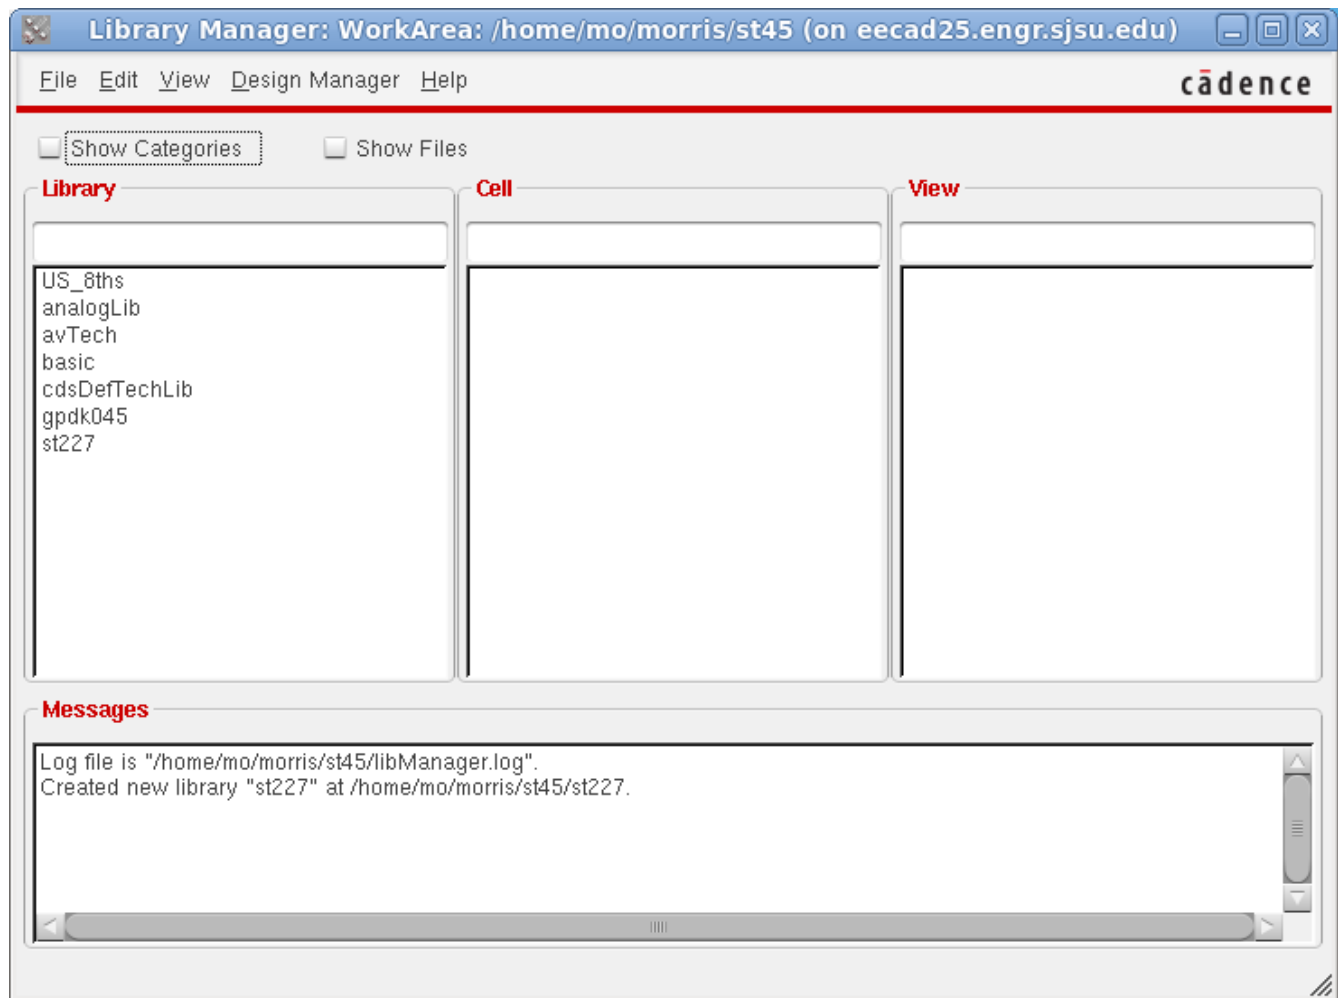 Library Manager: WorkArea: /home/mo/morris/st45 (on eecad25.engr.sjsu.edu)
File Edit View Design Manager Help
cādence
Show Categories Show Files
Library Cell View
US_8ths
analogLib
avTech
basic
cdsDefTechLib
gpdk045
st227
Messages
Log file is "/home/mo/morris/st45/libManager.log".
Created new library "st227" at /home/mo/morris/st45/st227.